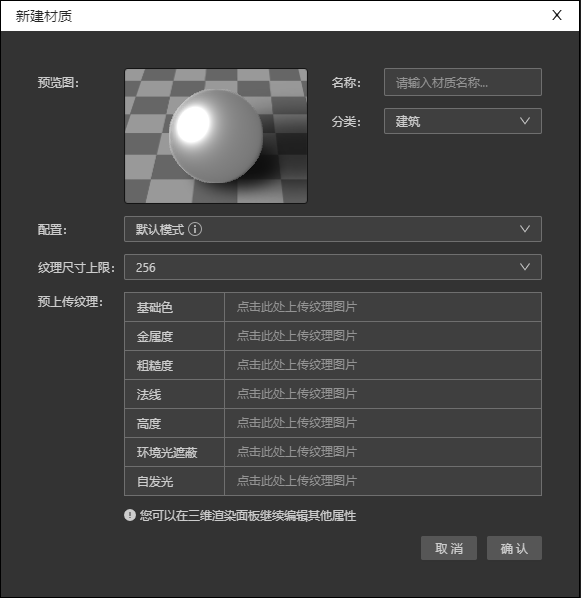 新建材质 X
预览图:
名称: 请输入材质名称...
分类: 建筑
配置: 默认模式
纹理尺寸上限: 256
预上传纹理:
基础色 点击此处上传纹理图片
金属度 点击此处上传纹理图片
粗糙度 点击此处上传纹理图片
法线 点击此处上传纹理图片
高度 点击此处上传纹理图片
环境光遮蔽 点击此处上传纹理图片
自发光 点击此处上传纹理图片
您可以在三维渲染面板继续编辑其他属性
取消 确认